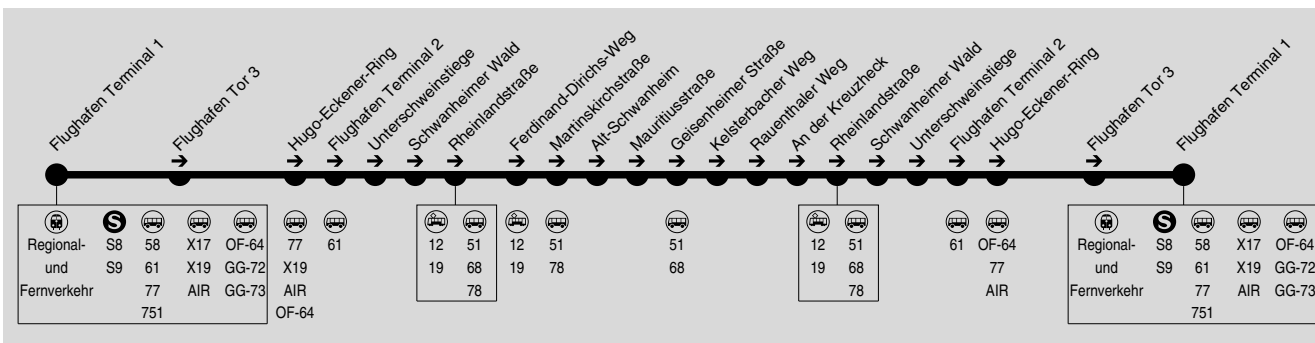 Flughafen Terminal 1
Flughafen Tor 3
Hugo-Eckener-Ring
Flughafen Terminal 2
Unterschweinstiege
Schwanheimer Wald
Rheinlandstraße
Ferdinand-Dirichs-Weg
Martinskirchstraße
Alt-Schwanheim
Mauritiusstraße
Geisenheimer Straße
Kelsterbacher Weg
Rauenthaler Weg
An der Kreuzheck
Rheinlandstraße
Schwanheimer Wald
Unterschweinstiege
Flughafen Terminal 2
Hugo-Eckener-Ring
Flughafen Tor 3
Flughafen Terminal 1
S S
Regional- S8 58 X17 OF-64 77 61 12 51 12 51 51 12 51 61 OF-64 Regional- S8 58 X17 OF-64
und S9 61 X19 GG-72 X19 19 68 19 78 68 19 68 77 und S9 61 X19 GG-72
Fernverkehr 77 AIR GG-73 AIR 78 78 AIR Fernverkehr 77 AIR GG-73
751 OF-64 751